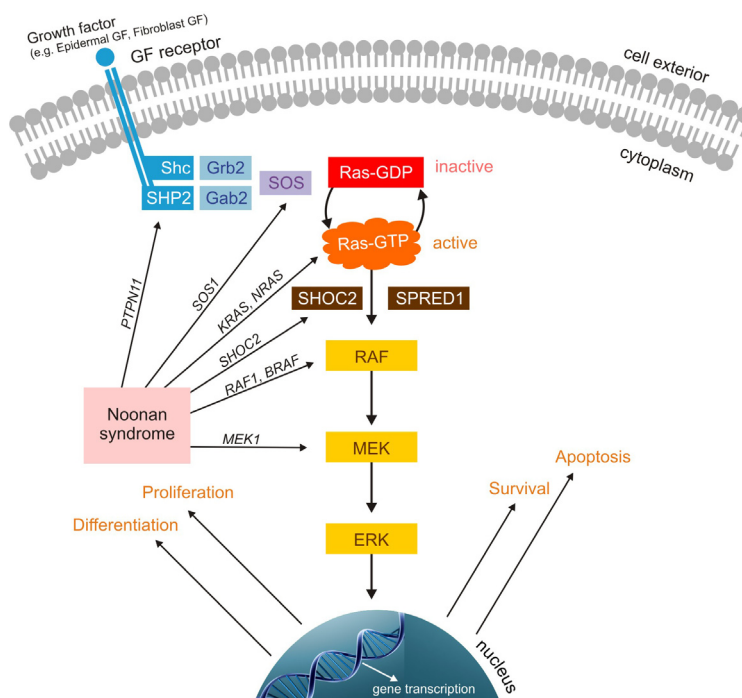 Growth factor
(e.g. Epidermal GF, Fibroblast GF)
GF receptor
cell exterior
cytoplasm
Shc
Grb2
SHP2
Gab2
SOS
Ras-GDP
inactive
Ras-GTP
active
SHOC2
SPRED1
PTPN11
SOS1
KRAS, NRAS
SHOC2
RAF1, BRAF
MEK1
Noonan
syndrome
RAF
MEK
ERK
Proliferation
Differentiation
Survival
Apoptosis
nucleus
gene transcription